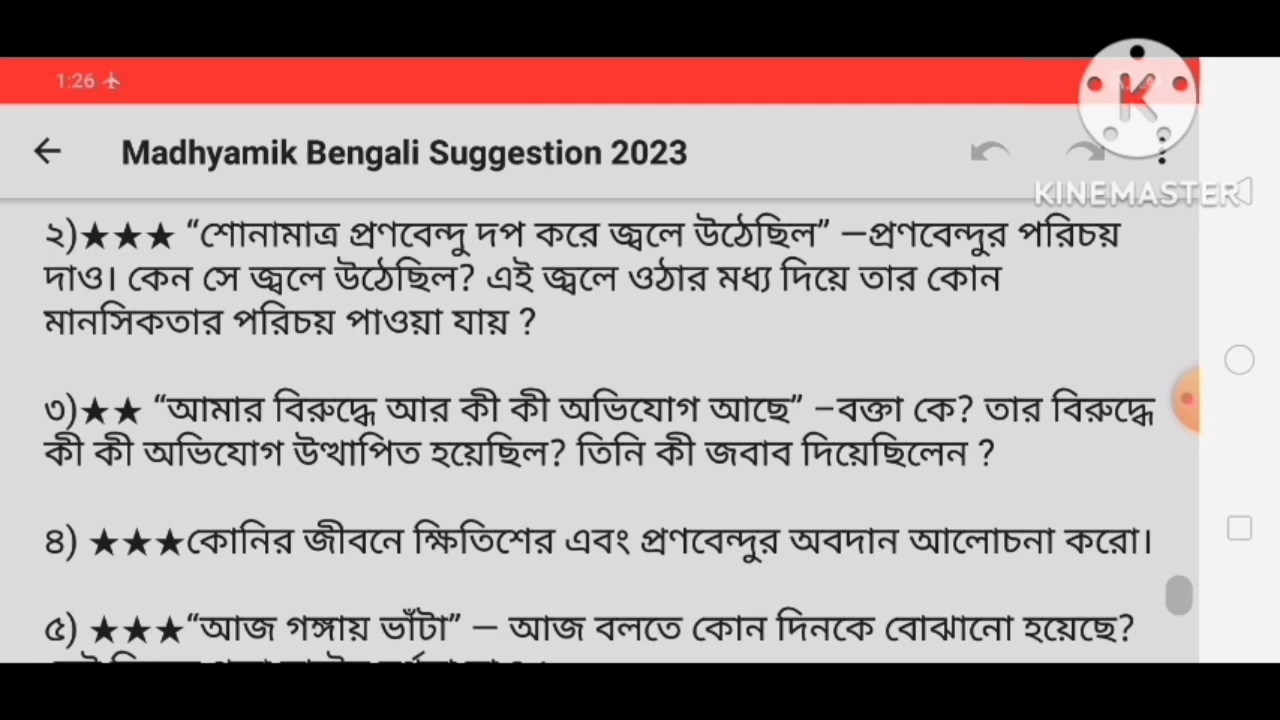 1:26
Madhyamik Bengali Suggestion 2023
KINEMASTER
২)★★★ “শোনামাত্র প্রণবেন্দু দপ করে জ্বলে উঠেছিল” —প্রণবেন্দুর পরিচয়
দাও। কেন সে জ্বলে উঠেছিল? এই জ্বলে ওঠার মধ্য দিয়ে তার কোন
মানসিকতার পরিচয় পাওয়া যায় ?
৩)★★ “আমার বিরুদ্ধে আর কী কী অভিযোগ আছে” –বক্তা কে? তার বিরুদ্ধে
কী কী অভিযোগ উত্থাপিত হয়েছিল? তিনি কী জবাব দিয়েছিলেন ?
৪) ★★★কোনির জীবনে ক্ষিতিশের এবং প্রণবেন্দুর অবদান আলোচনা করো।
৫) ★★★“আজ গঙ্গায় ভাঁটা” — আজ বলতে কোন দিনকে বোঝানো হয়েছে?